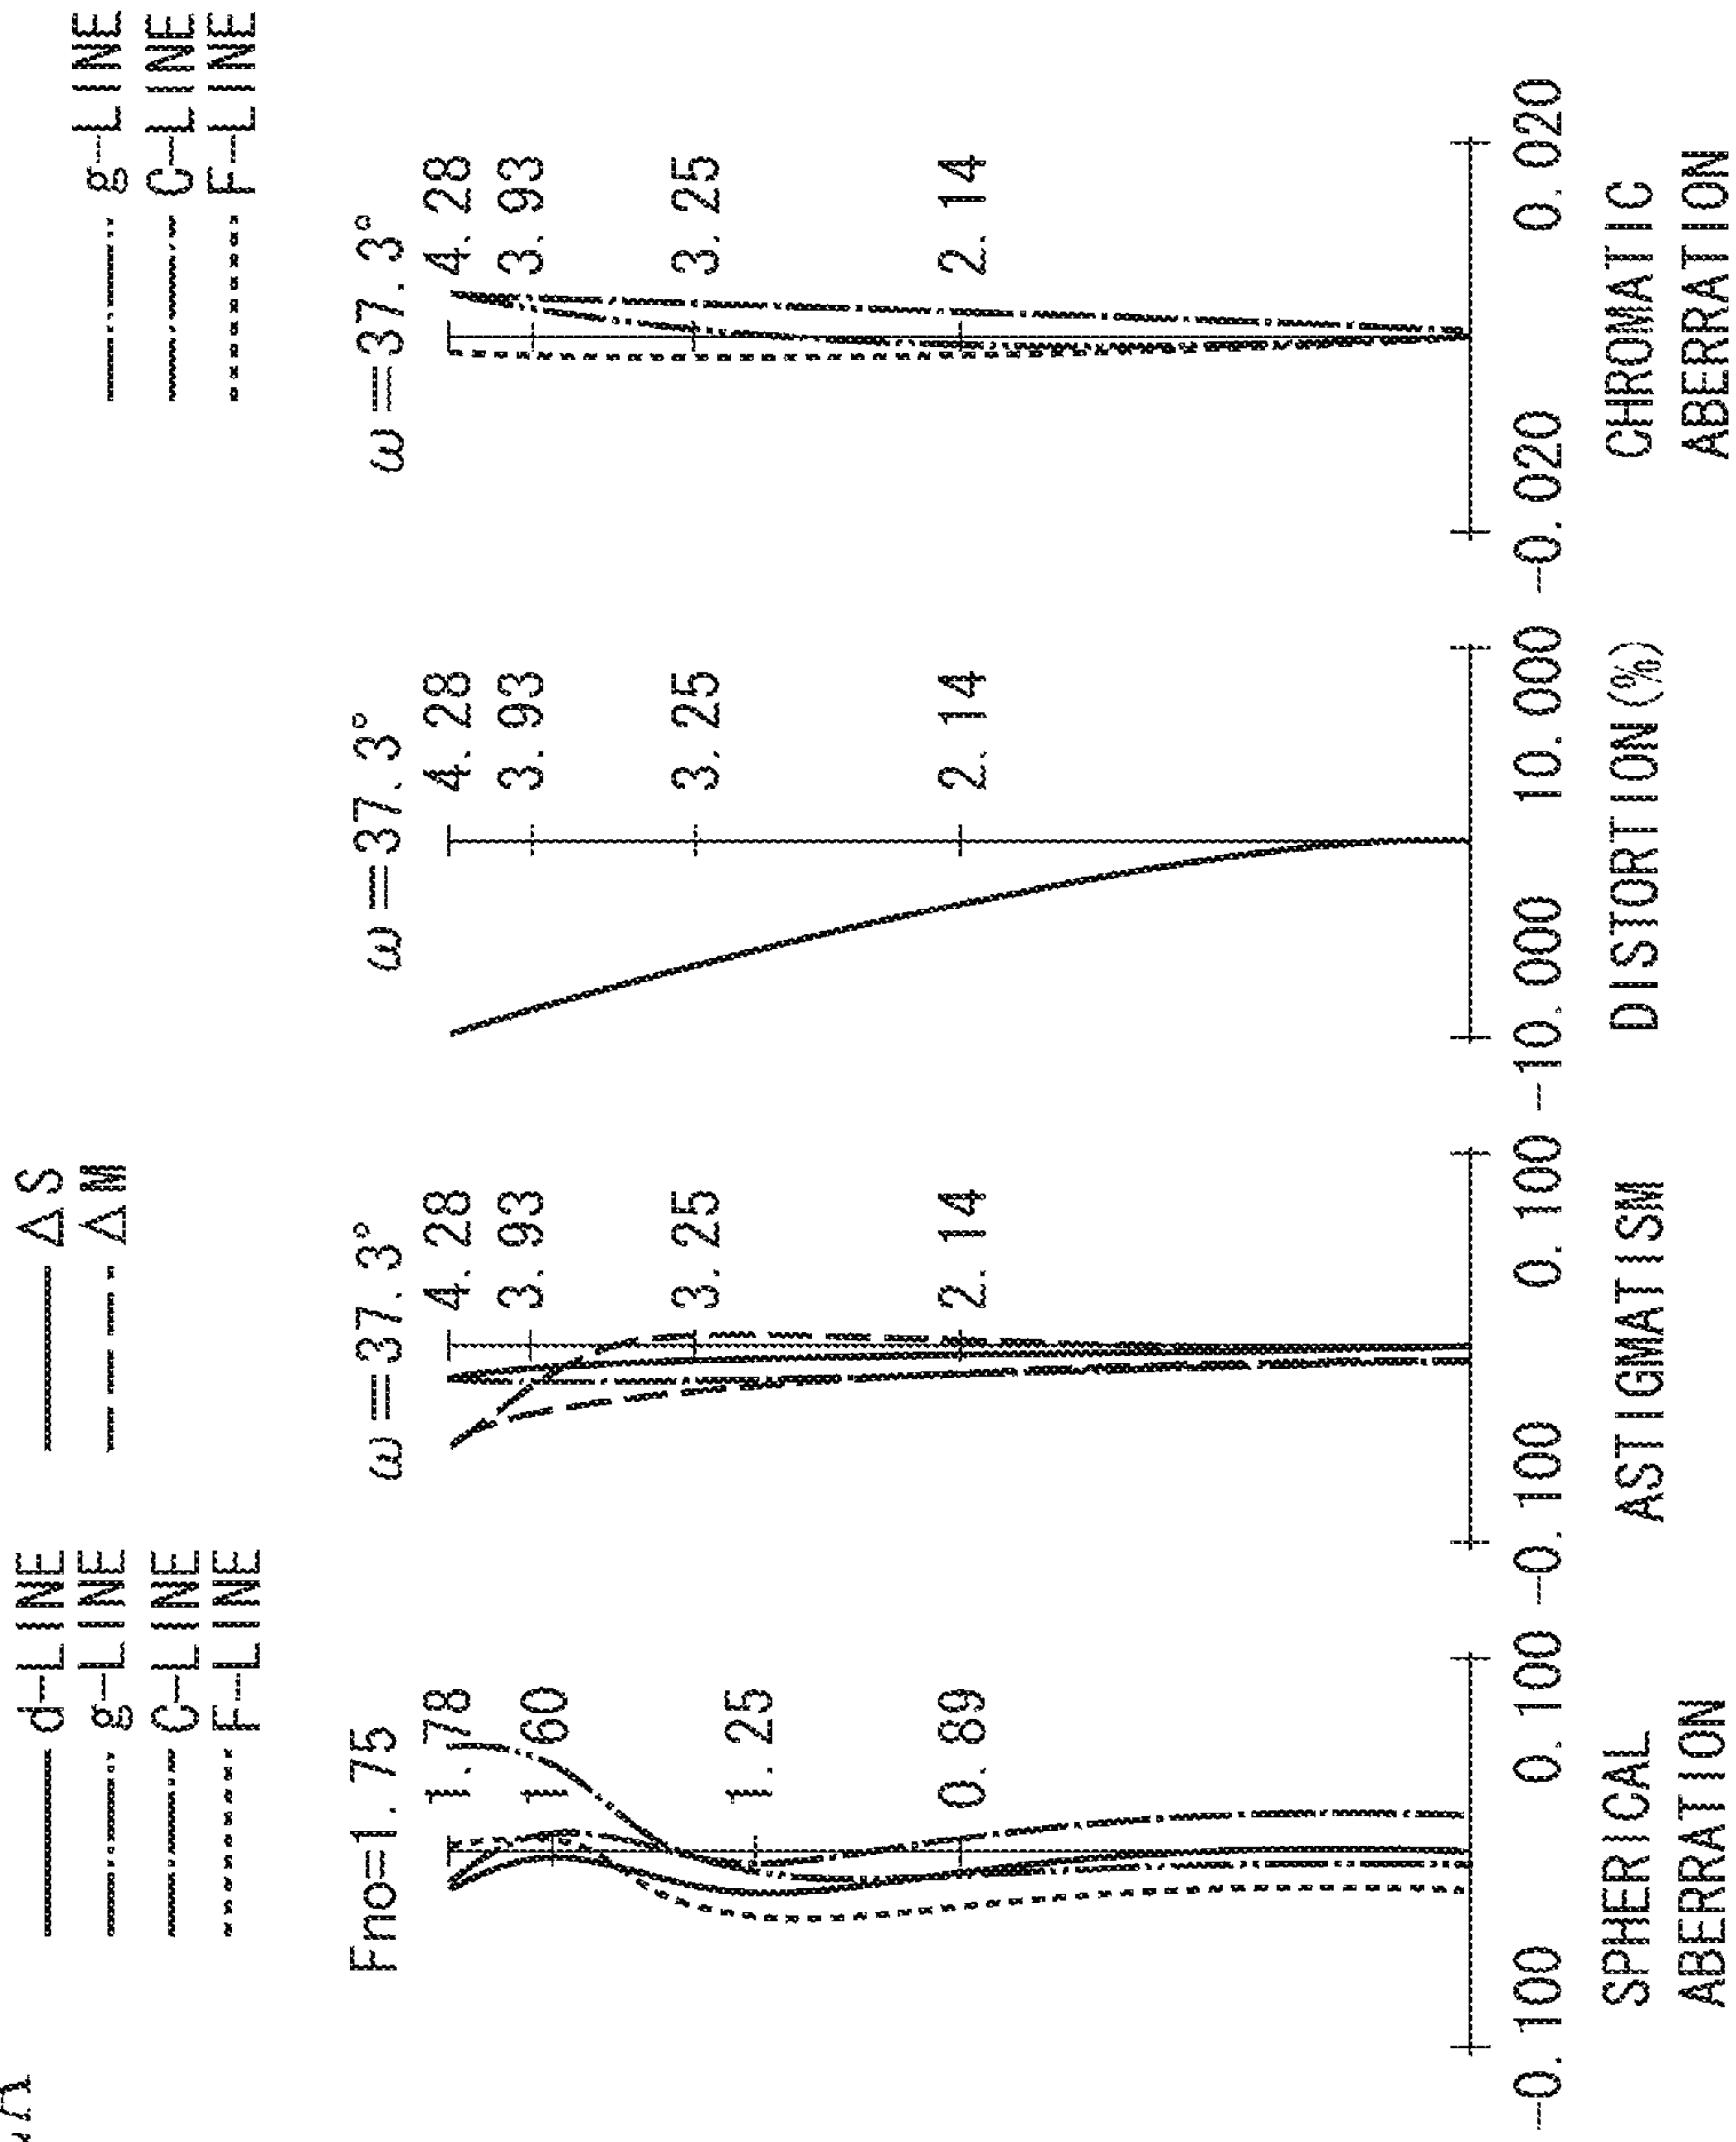 d-LINE
g-LINE
C-LINE
F-LINE
ΔS
ΔM
g-LINE
C-LINE
F-LINE
Fno=1.75
1.78
1.60
1.25
0.89
-0.100
0.100
SPHERICAL
ABERRATION
ω=37.3°
4.28
3.93
3.25
2.14
-0.100
0.100
ASTIGMATISM
ω=37.3°
4.28
3.93
3.25
2.14
-10.000
10.000
DISTORTION(%)
ω=37.3°
4.28
3.93
3.25
2.14
-0.020
0.020
CHROMATIC
ABERRATION